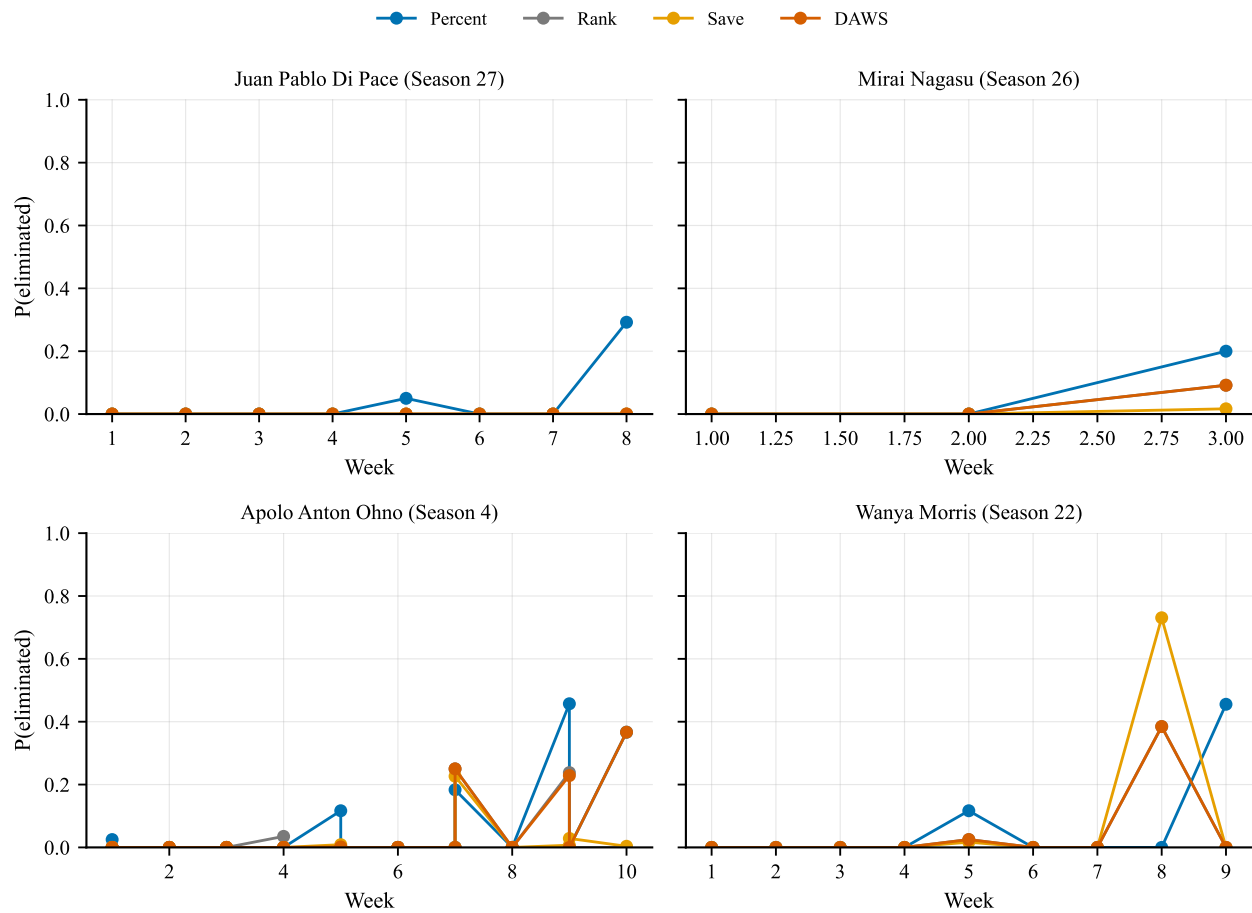 Percent Rank Save DAWS
Juan Pablo Di Pace (Season 27)
1.0
0.8
0.6
0.4
0.2
0.0
P(eliminated)
1 2 3 4 5 6 7 8
Week
Mirai Nagasu (Season 26)
1.00 1.25 1.50 1.75 2.00 2.25 2.50 2.75 3.00
Week
Apolo Anton Ohno (Season 4)
1.0
0.8
0.6
0.4
0.2
0.0
P(eliminated)
2 4 6 8 10
Week
Wanya Morris (Season 22)
1 2 3 4 5 6 7 8 9
Week